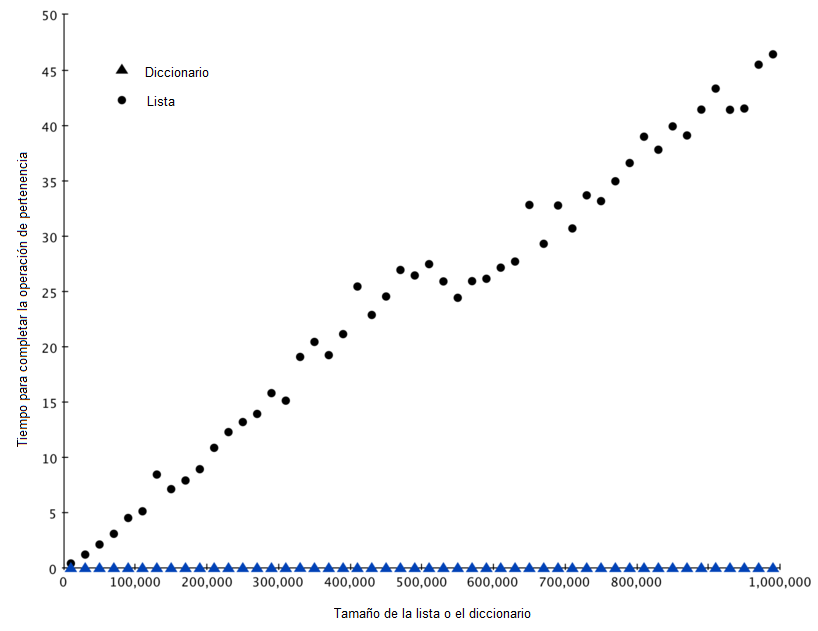 50
Diccionario
45
Lista
40
35
30
25
20
15
10
5
0
Tiempo para completar la operación de pertenencia
0 100,000 200,000 300,000 400,000 500,000 600,000 700,000 800,000 1,000,000
Tamaño de la lista o el diccionario